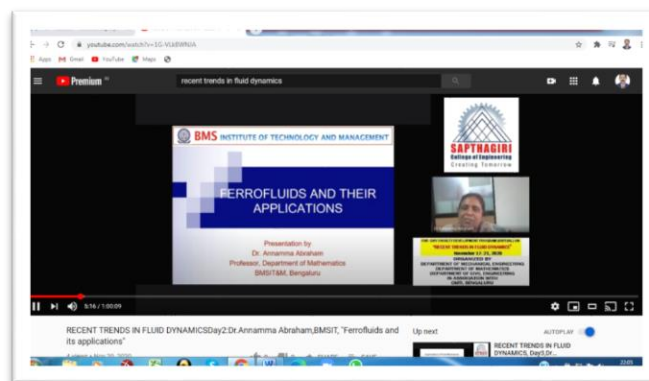 youtube.com/watch?v=1G-VLkBWNJA
Apps M Gmail YouTube Maps
Premium
recent trends in fluid dynamics
BMS INSTITUTE OF TECHNOLOGY AND MANAGEMENT
FERROFLUIDS AND THEIR
APPLICATIONS
Presentation by
Dr. Annamma Abraham
Professor, Department of Mathematics
BMSIT&M, Bengaluru
SAPTHAGIRI
College of Engineering
Creating Tomorrow
"RECENT TRENDS IN FLUID DYNAMICS"
ORGANIZED BY
DEPARTMENT OF MECHANICAL ENGINEERING
DEPARTMENT OF MATHEMATICS
DEPARTMENT OF CIVIL ENGINEERING
IN ASSOCIATION WITH
5:16 / 1:00:09
RECENT TRENDS IN FLUID DYNAMICSDay2:Dr.Annamma Abraham,BMSIT, "Ferrofluids and
its applications"
Up next
AUTOPLAY
RECENT TRENDS IN FLUID
DYNAMICS, Day3,Dr...